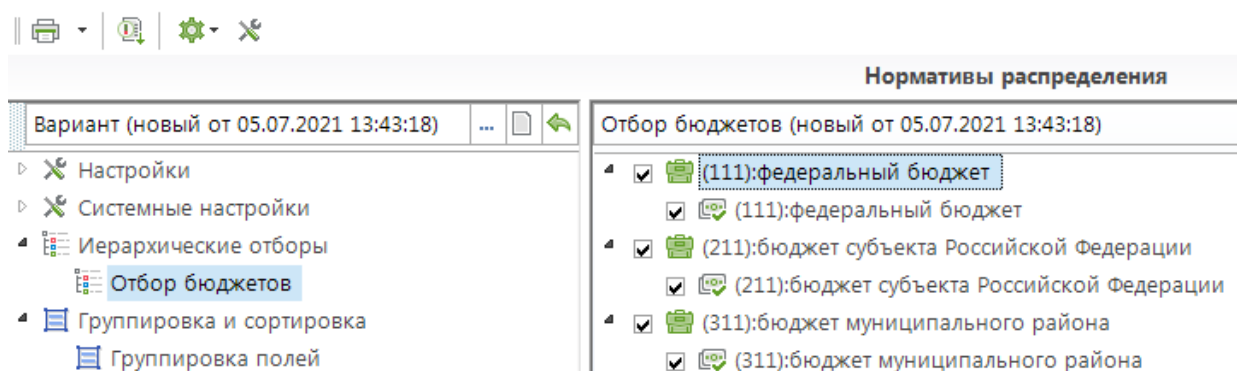 Нормативы распределения
Вариант (новый от 05.07.2021 13:43:18) ...
Настройки
Системные настройки
Иерархические отборы
Отбор бюджетов
Группировка и сортировка
Группировка полей
Отбор бюджетов (новый от 05.07.2021 13:43:18)
(111):федеральный бюджет
(111):федеральный бюджет
(211):бюджет субъекта Российской Федерации
(211):бюджет субъекта Российской Федерации
(311):бюджет муниципального района
(311):бюджет муниципального района